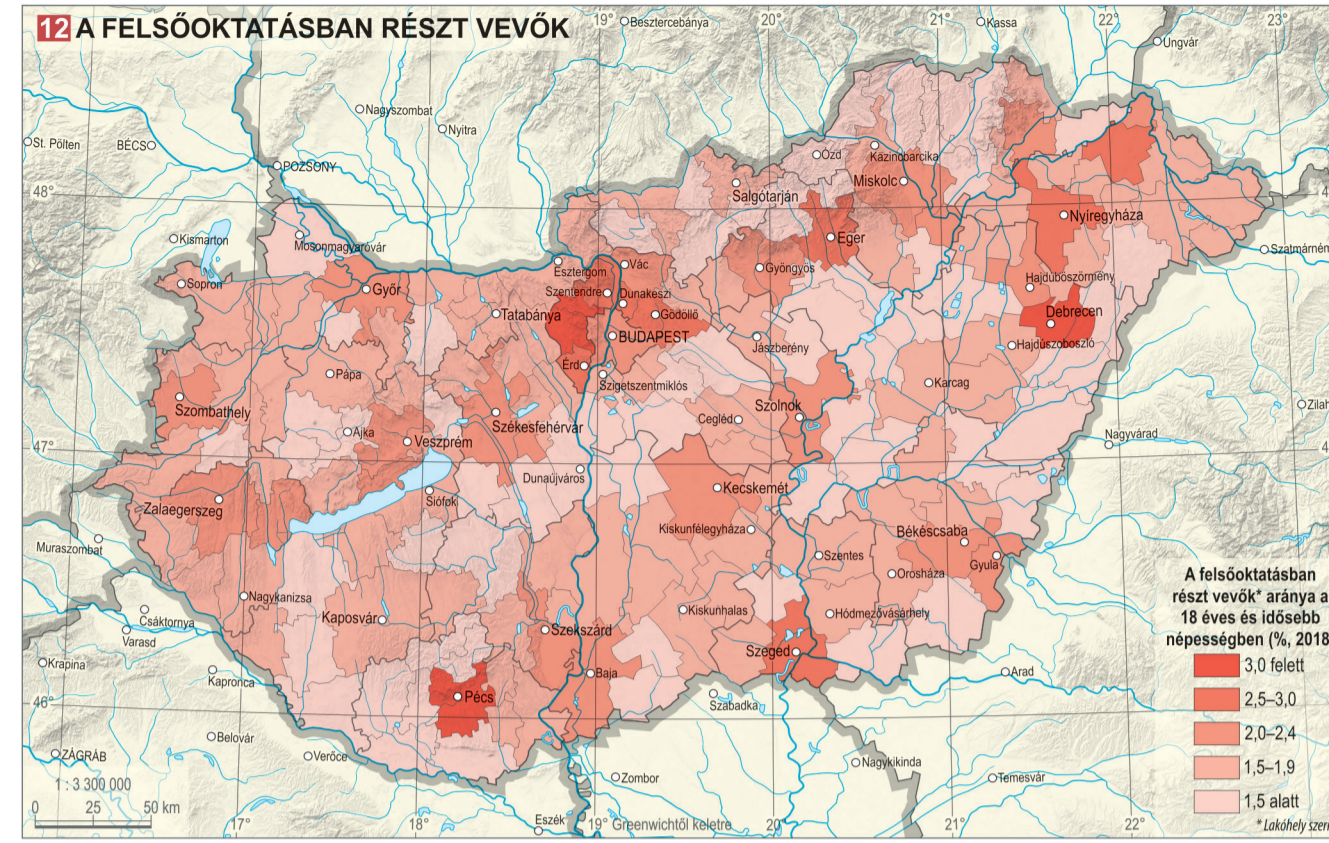 12 A FELSŐOKTATÁSBAN RÉSZT VEVŐK
19°
Besztercebánya
20°
21°
Kassa
22°
23°
Ungvár
Nagyszombat
Nyitra
St. Pölten
BÉCS
POZSONY
48°
Ózd
Kazincbarcika
Miskolc
Salgótarján
Nyíregyháza
Kismarton
Mosonmagyaróvár
Eger
Szatmárném
Sopron
Győr
Esztergom
Vác
Gyöngyös
Hajdúböszörmény
Szentendre
Dunakeszi
Tatabánya
Gödöllő
Debrecen
BUDAPEST
Jászberény
Hajdúszoboszló
Érd
Pápa
Szigetszentmiklós
Karcag
Szombathely
Szolnok
Zilah
Székesfehérvár
Cegléd
Ajka
Veszprém
Nagyvárad
47°
Dunaújváros
Zalaegerszeg
Siófok
Kecskemét
Kiskunfélegyháza
Békéscsaba
Muraszombat
Szentes
Gyula
Orosháza
Nagykanizsa
Kiskunhalas
Hódmezővásárhely
Csáktornya
Kaposvár
Szekszárd
Varasd
Szeged
Krapina
Kapronca
Baja
Arad
46°
Pécs
Szabadka
Belovár
ZÁGRÁB
Verőce
Nagykikinda
Zombor
Temesvár
1 : 3 300 000
0 25 50 km
Eszék
17°
18°
19° Greenwichtől keletre
20°
21°
22°
A felsőoktatásban
részt vevők* aránya a
18 éves és idősebb
népességben (%, 2018
3,0 felett
2,5–3,0
2,0–2,4
1,5–1,9
1,5 alatt
* Lakóhely szeri